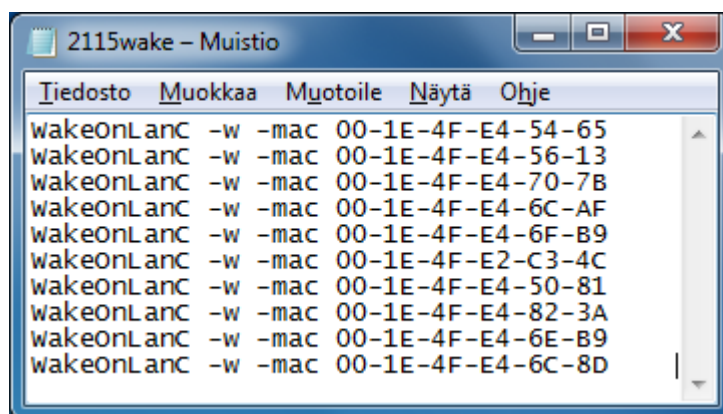 2115wake – Muistio
Tiedosto Muokkaa Muotoile Näytä Ohje
WakeOnLanC -w -mac 00-1E-4F-E4-54-65
WakeOnLanC -w -mac 00-1E-4F-E4-56-13
WakeOnLanC -w -mac 00-1E-4F-E4-70-7B
WakeOnLanC -w -mac 00-1E-4F-E4-6C-AF
WakeOnLanC -w -mac 00-1E-4F-E4-6F-B9
WakeOnLanC -w -mac 00-1E-4F-E2-C3-4C
WakeOnLanC -w -mac 00-1E-4F-E4-50-81
WakeOnLanC -w -mac 00-1E-4F-E4-82-3A
WakeOnLanC -w -mac 00-1E-4F-E4-6E-B9
WakeOnLanC -w -mac 00-1E-4F-E4-6C-8D